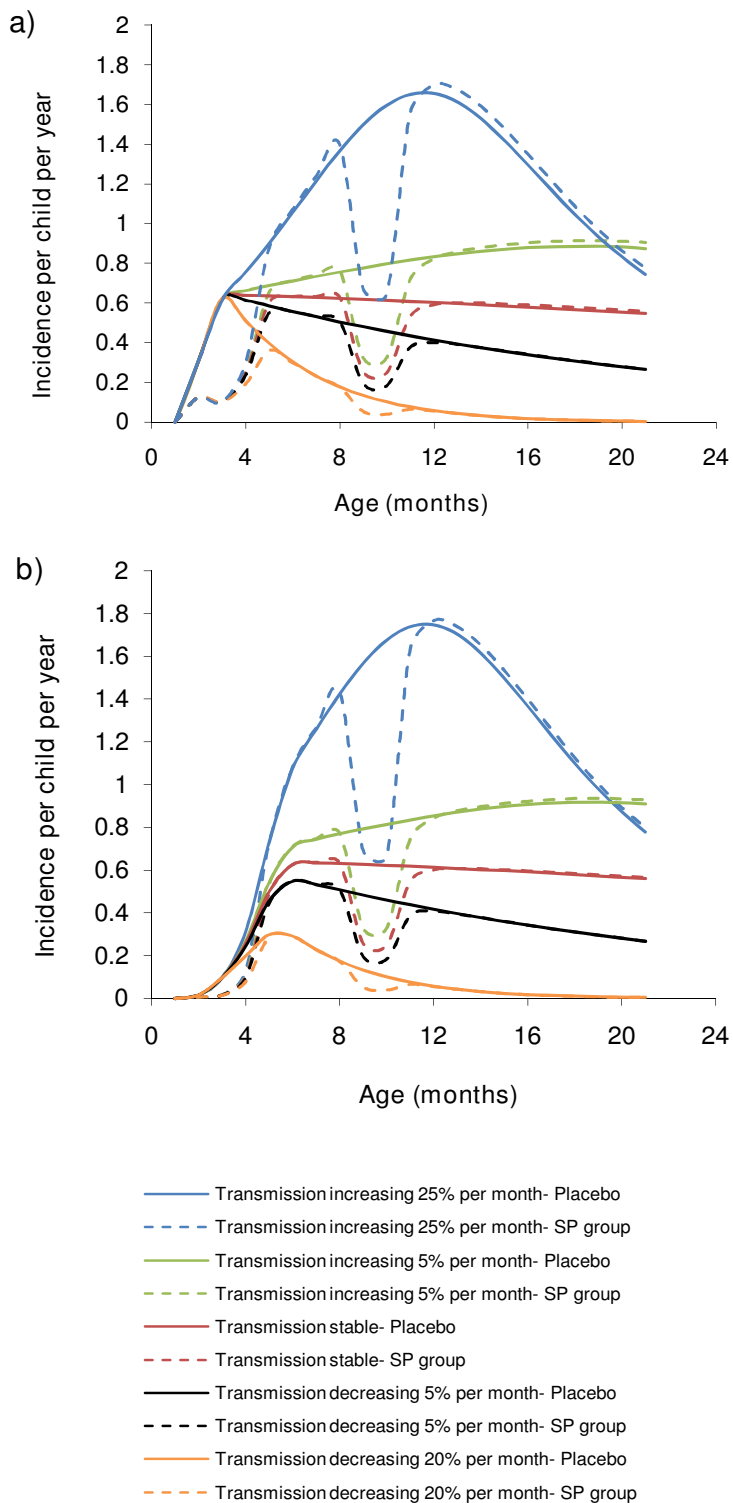 a)
2
1.8
1.6
1.4
1.2
1
0.8
0.6
0.4
0.2
0
Incidence per child per year
0 4 8 12 16 20 24
Age (months)
b)
2
1.8
1.6
1.4
1.2
1
0.8
0.6
0.4
0.2
0
Incidence per child per year
0 4 8 12 16 20 24
Age (months)
Transmission increasing 25% per month- Placebo
Transmission increasing 25% per month- SP group
Transmission increasing 5% per month- Placebo
Transmission increasing 5% per month- SP group
Transmission stable- Placebo
Transmission stable- SP group
Transmission decreasing 5% per month- Placebo
Transmission decreasing 5% per month- SP group
Transmission decreasing 20% per month- Placebo
Transmission decreasing 20% per month- SP group